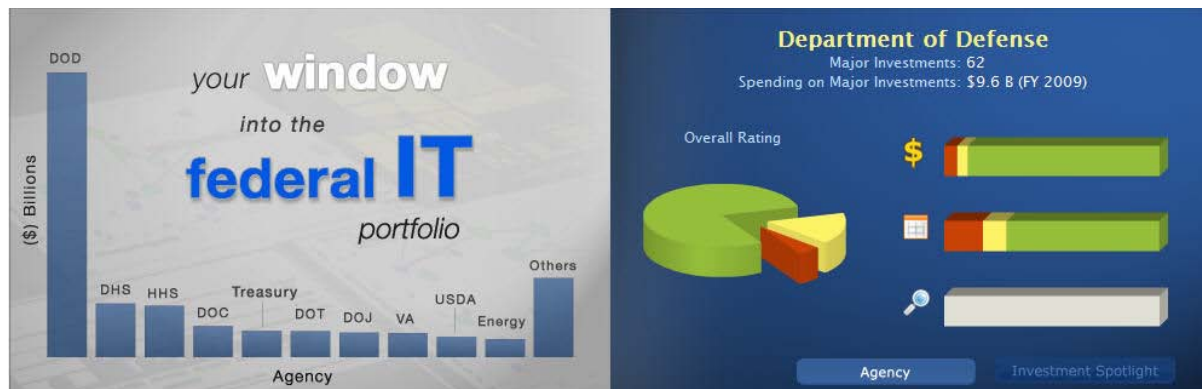 DOD
your window
into the
federal IT
portfolio
($) Billions
DHS
HHS
DOC
Treasury
DOT
DOJ
VA
USDA
Energy
Others
Agency
Department of Defense
Major Investments: 62
Spending on Major Investments: $9.6 B (FY 2009)
Overall Rating
$
Agency
Investment Spotlight